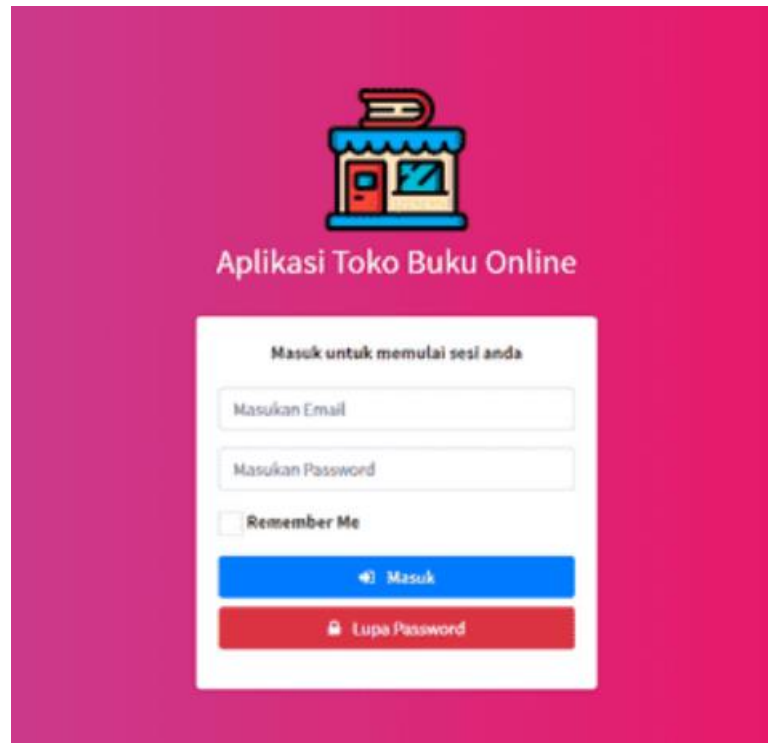 Aplikasi Toko Buku Online
Masuk untuk memulai sesi anda
Masukan Email
Masukan Password
Remember Me
Masuk
Lupa Password